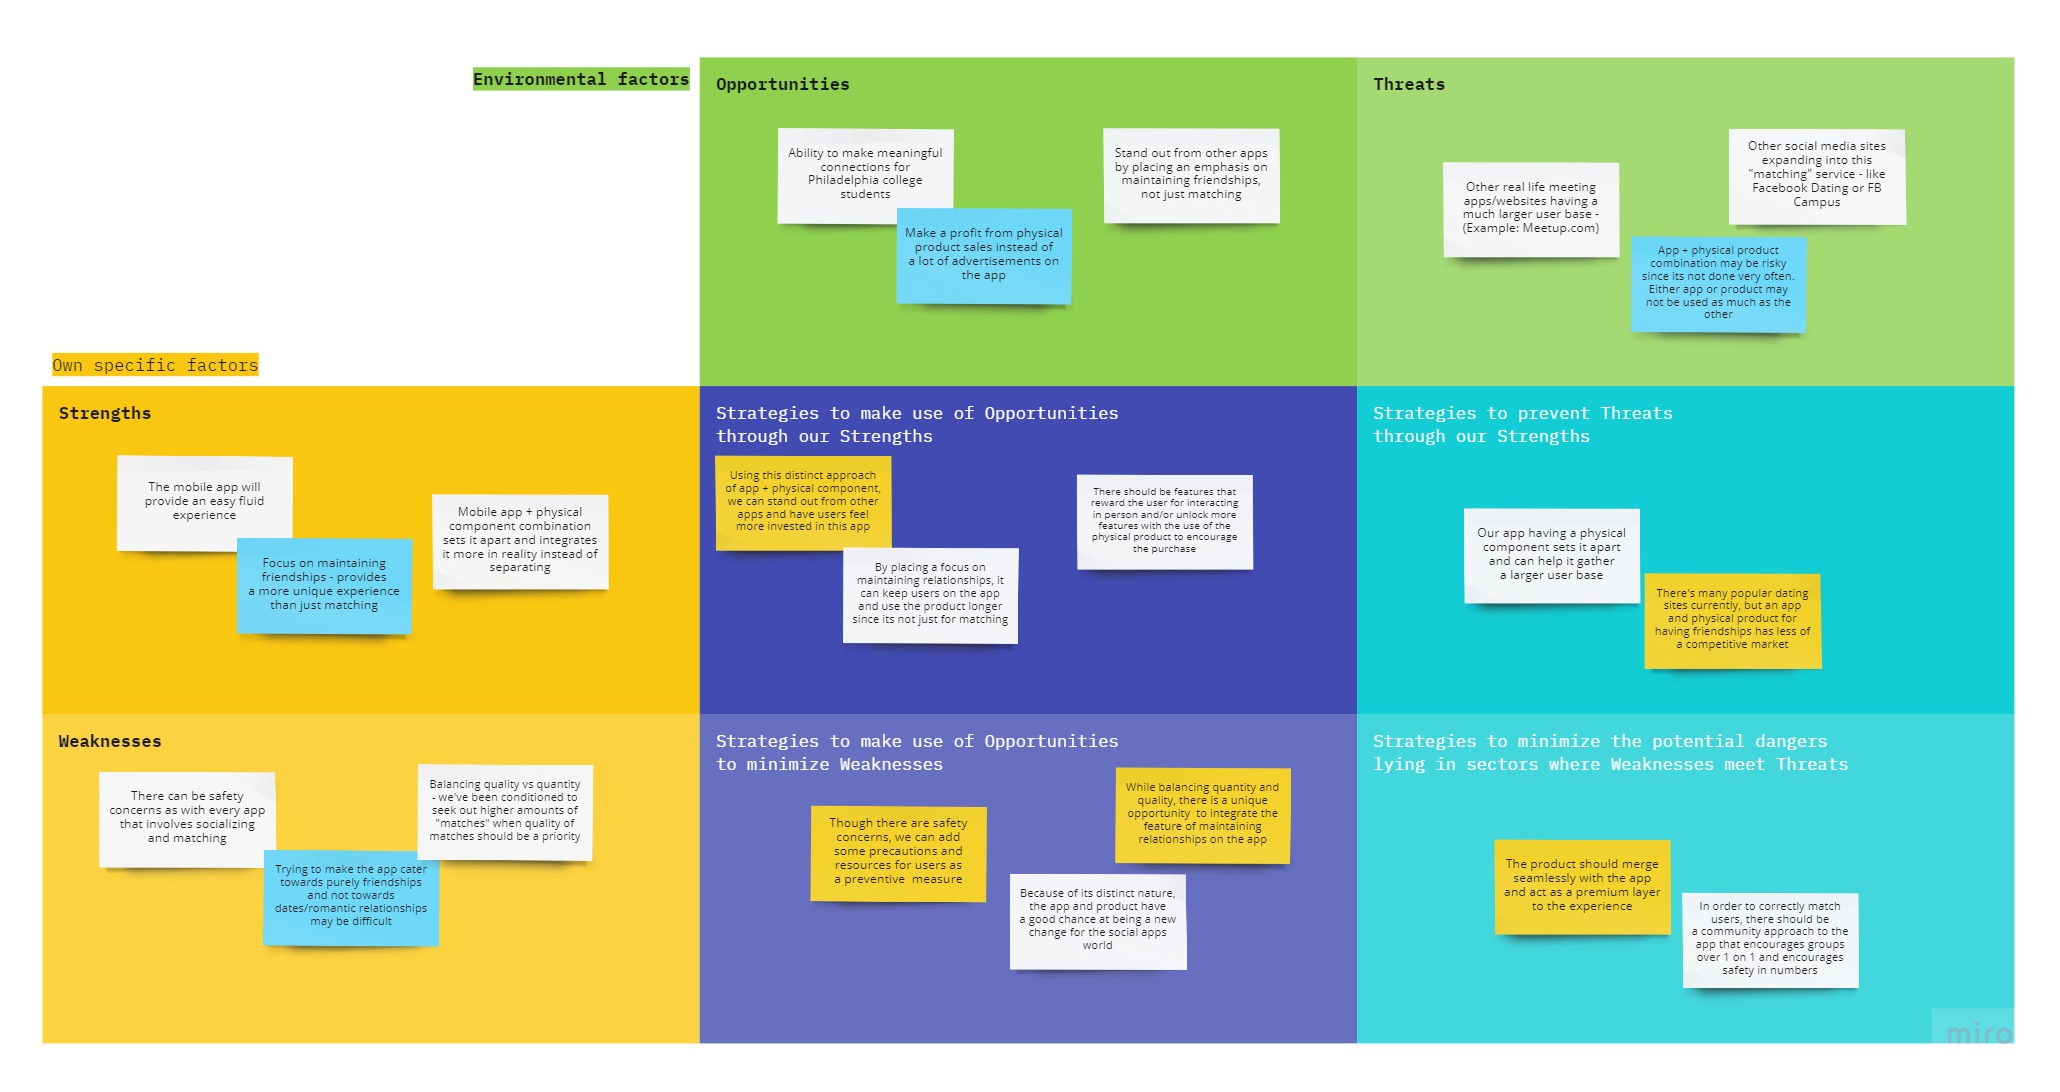 Environmental factors
Own specific factors
Opportunities
Ability to make meaningful
connections for
Philadelphia college
students
Make a profit from physical
product sales instead of
a lot of advertisements on
the app
Stand out from other apps
by placing an emphasis on
maintaining friendships,
not just matching
Threats
Other real life meeting
apps/websites having a
much larger user base -
(Example: Meetup.com)
Other social media sites
expanding into this
"matching" service - like
Facebook Dating or FB
Campus
App + physical product
combination may be risky
since its not done very often.
Either app or product may
not be used as much as the
other
Strengths
The mobile app will
provide an easy fluid
experience
Focus on maintaining
friendships - provides
a more unique experience
than just matching
Mobile app + physical
component combination
sets it apart and integrates
it more in reality instead of
separating
Strategies to make use of Opportunities
through our Strengths
Using this distinct approach
of app + physical component,
we can stand out from other
apps and have users feel
more invested in this app
By placing a focus on
maintaining relationships, it
can keep users on the app
and use the product longer
since its not just for matching
There should be features that
reward the user for interacting
in person and/or unlock more
features with the use of the
physical product to encourage
the purchase
Strategies to prevent Threats
through our Strengths
Our app having a physical
component sets it apart
and can help it gather
a larger user base
There's many popular dating
sites currently, but an app
and physical product for
having friendships has less of
a competitive market
Weaknesses
There can be safety
concerns as with every app
that involves socializing
and matching
Trying to make the app cater
towards purely friendships
and not towards
dates/romantic relationships
may be difficult
Balancing quality vs quantity
- we've been conditioned to
seek out higher amounts of
"matches" when quality of
matches should be a priority
Strategies to make use of Opportunities
to minimize Weaknesses
Though there are safety
concerns, we can add
some precautions and
resources for users as
a preventive measure
While balancing quantity and
quality, there is a unique
opportunity to integrate the
feature of maintaining
relationships on the app
Because of its distinct nature,
the app and product have
a good chance at being a new
change for the social apps
world
Strategies to minimize the potential dangers
lying in sectors where Weaknesses meet Threats
The product should merge
seamlessly with the app
and act as a premium layer
to the experience
In order to correctly match
users, there should be
a community approach to the
app that encourages groups
over 1 on 1 and encourages
safety in numbers
miro